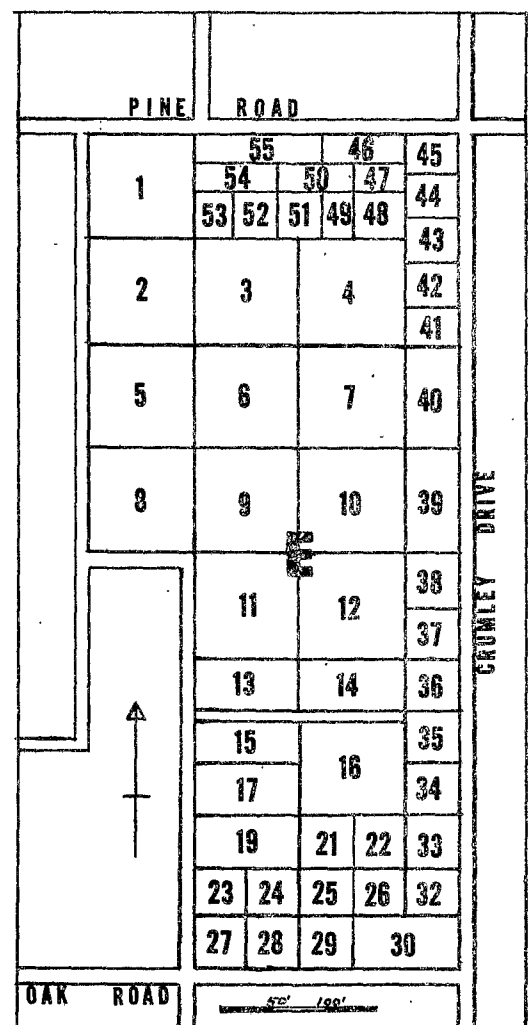 PINE ROAD
55 46 45
1 54 50 47 44
53 52 51 49 48
43
2 3 4 42
41
5 6 7 40
8 9 10 39
CRUMLEY DRIVE
11 12 38
37
13 14 36
15 16 35
17 34
19 21 22 33
23 24 25 26 32
27 28 29 30
OAK ROAD
50' 100'